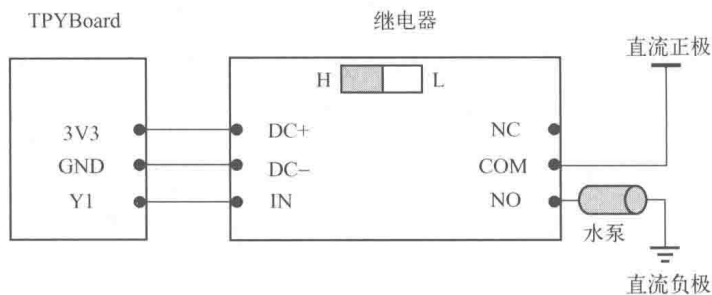 TPYBoard
继电器
直流正极
H
L
3V3
DC+
NC
GND
DC−
COM
Y1
IN
NO
水泵
直流负极